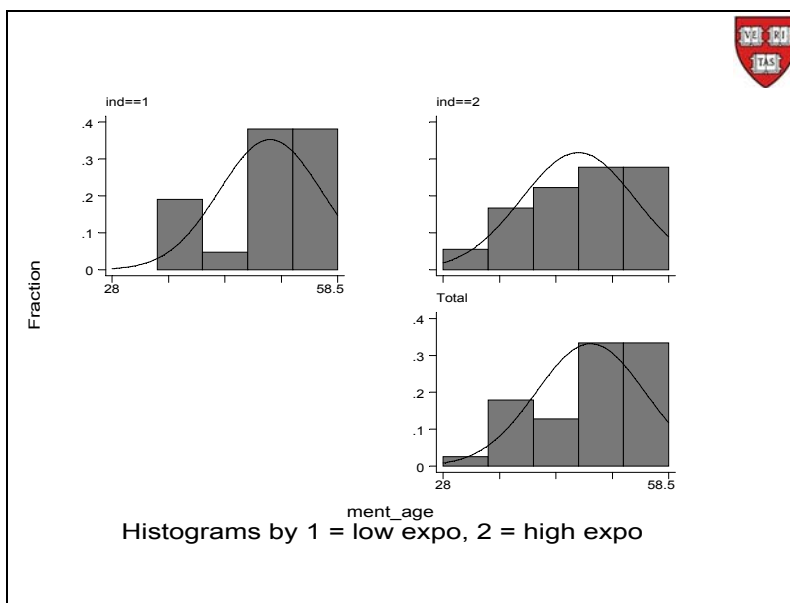 VE RI
TAS
ind==1
ind==2
.4
.3
.2
.1
0
28
58.5
Total
.4
.3
.2
.1
0
28
58.5
Fraction
ment_age
Histograms by 1 = low expo, 2 = high expo